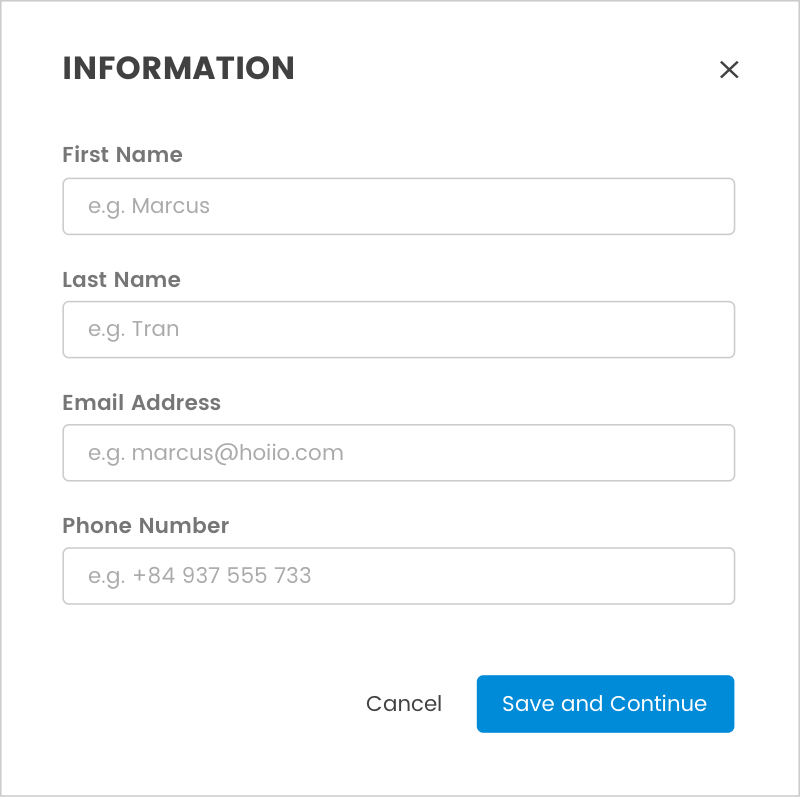 INFORMATION
First Name
e.g. Marcus
Last Name
e.g. Tran
Email Address
e.g. marcus@hoiio.com
Phone Number
e.g. +84 937 555 733
Cancel
Save and Continue